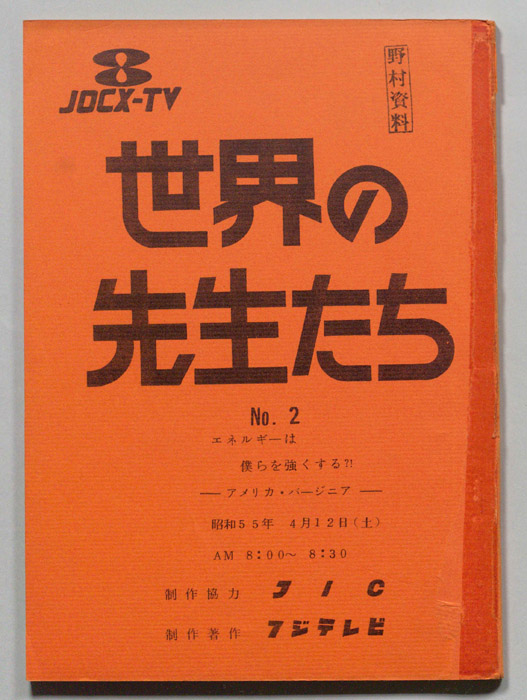 8
JOCX-TV
野村資料
世界の
先生たち
No. 2
エネルギーは
僕らを強くする?!
―アメリカ・バージニア―
昭和55年 4月12日(土)
AM 8:00～ 8:30
制作協力 JIC
制作著作 フジテレビ